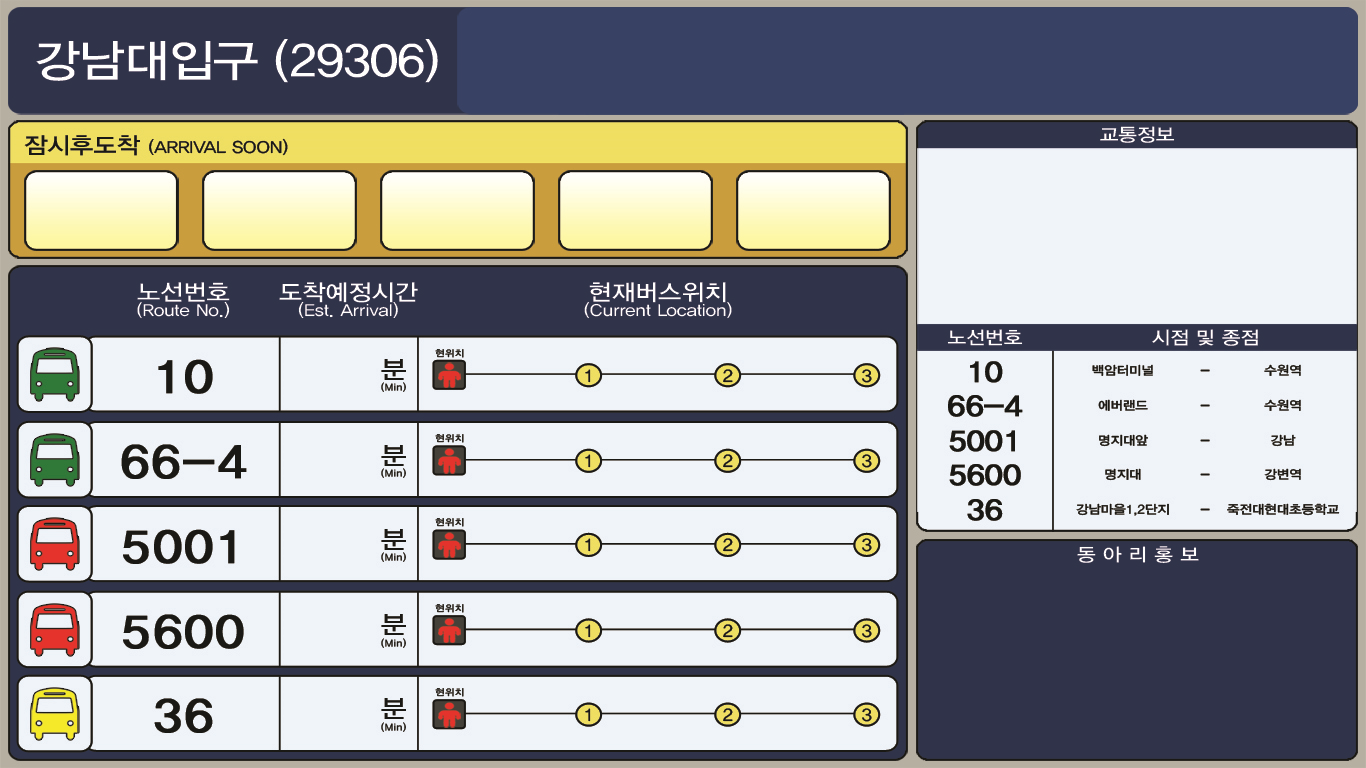 강남대입구 (29306)
잠시후도착 (ARRIVAL SOON)
노선번호 도착예정시간 현재버스위치
(Route No.) (Est. Arrival) (Current Location)
현위치
10 분 1 2 3
(Min)
현위치
66-4 분 1 2 3
(Min)
현위치
5001 분 1 2 3
(Min)
현위치
5600 분 1 2 3
(Min)
현위치
36 분 1 2 3
(Min)
교통정보
노선번호 시점 및 종점
10 백암터미널 - 수원역
66-4 에버랜드 - 수원역
5001 명지대앞 - 강남
5600 명지대 - 강변역
36 강남마을1,2단지 - 죽전대현대초등학교
동 아 리 홍 보